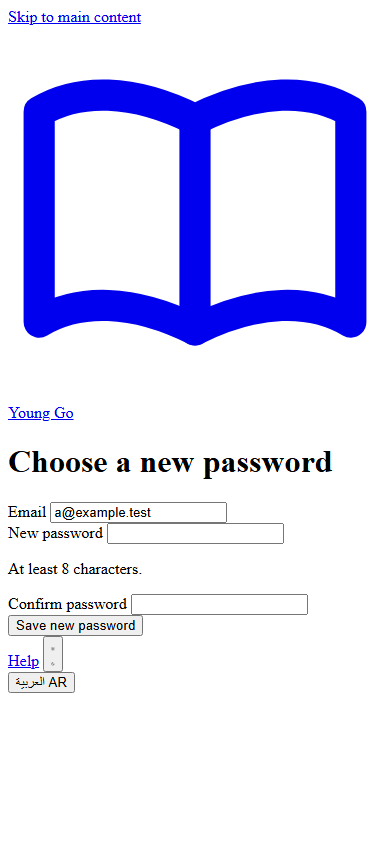 Skip to main content
Young Go
Choose a new password
Email a@example.test
New password
At least 8 characters.
Confirm password
Save new password
Help
العربية AR